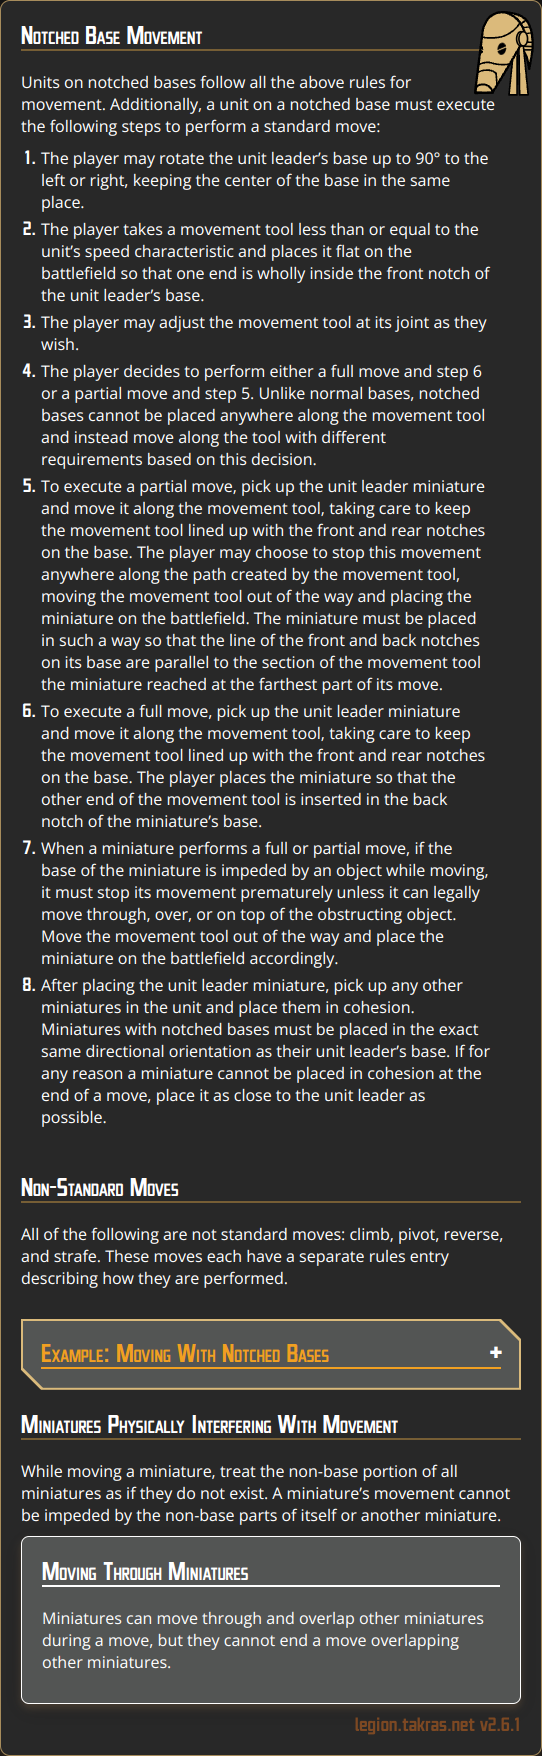 Notched Base Movement
Units on notched bases follow all the above rules for
movement. Additionally, a unit on a notched base must execute
the following steps to perform a standard move:
1. The player may rotate the unit leader's base up to 90° to the
left or right, keeping the center of the base in the same
place.
2. The player takes a movement tool less than or equal to the
unit's speed characteristic and places it flat on the
battlefield so that one end is wholly inside the front notch of
the unit leader's base.
3. The player may adjust the movement tool at its joint as they
wish.
4. The player decides to perform either a full move and step 6
or a partial move and step 5. Unlike normal bases, notched
bases cannot be placed anywhere along the movement tool
and instead move along the tool with different
requirements based on this decision.
5. To execute a partial move, pick up the unit leader miniature
and move it along the movement tool, taking care to keep
the movement tool lined up with the front and rear notches
on the base. The player may choose to stop this movement
anywhere along the path created by the movement tool,
moving the movement tool out of the way and placing the
miniature on the battlefield. The miniature must be placed
in such a way so that the line of the front and back notches
on its base are parallel to the section of the movement tool
the miniature reached at the farthest part of its move.
6. To execute a full move, pick up the unit leader miniature
and move it along the movement tool, taking care to keep
the movement tool lined up with the front and rear notches
on the base. The player places the miniature so that the
other end of the movement tool is inserted in the back
notch of the miniature's base.
7. When a miniature performs a full or partial move, if the
base of the miniature is impeded by an object while moving,
it must stop its movement prematurely unless it can legally
move through, over, or on top of the obstructing object.
Move the movement tool out of the way and place the
miniature on the battlefield accordingly.
8. After placing the unit leader miniature, pick up any other
miniatures in the unit and place them in cohesion.
Miniatures with notched bases must be placed in the exact
same directional orientation as their unit leader's base. If for
any reason a miniature cannot be placed in cohesion at the
end of a move, place it as close to the unit leader as
possible.
Non-Standard Moves
All of the following are not standard moves: climb, pivot, reverse,
and strafe. These moves each have a separate rules entry
describing how they are performed.
Example: Moving With Notched Bases +
Miniatures Physically Interfering With Movement
While moving a miniature, treat the non-base portion of all
miniatures as if they do not exist. A miniature's movement cannot
be impeded by the non-base parts of itself or another miniature.
Moving Through Miniatures
Miniatures can move through and overlap other miniatures
during a move, but they cannot end a move overlapping
other miniatures.
legion.takras.net v2.6.1